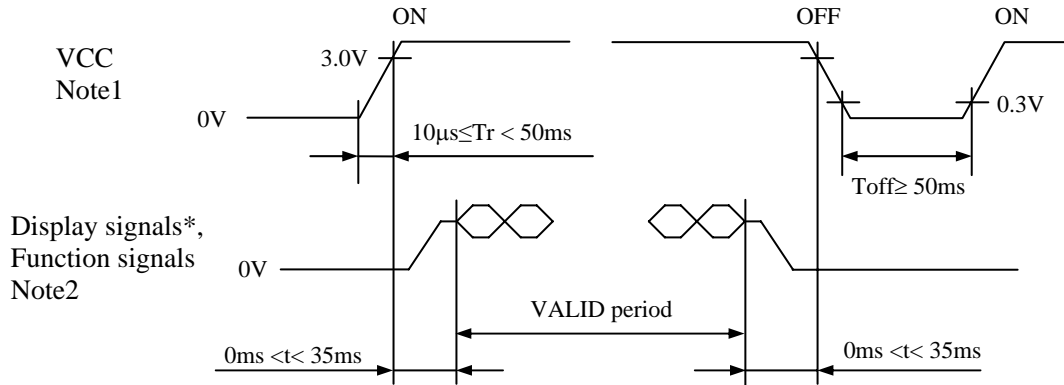 ON
OFF
ON
VCC
Note1
3.0V
0V
0.3V
10μs≤Tr < 50ms
Toff≥ 50ms
Display signals*,
Function signals
Note2
0V
VALID period
0ms <t< 35ms
0ms <t< 35ms